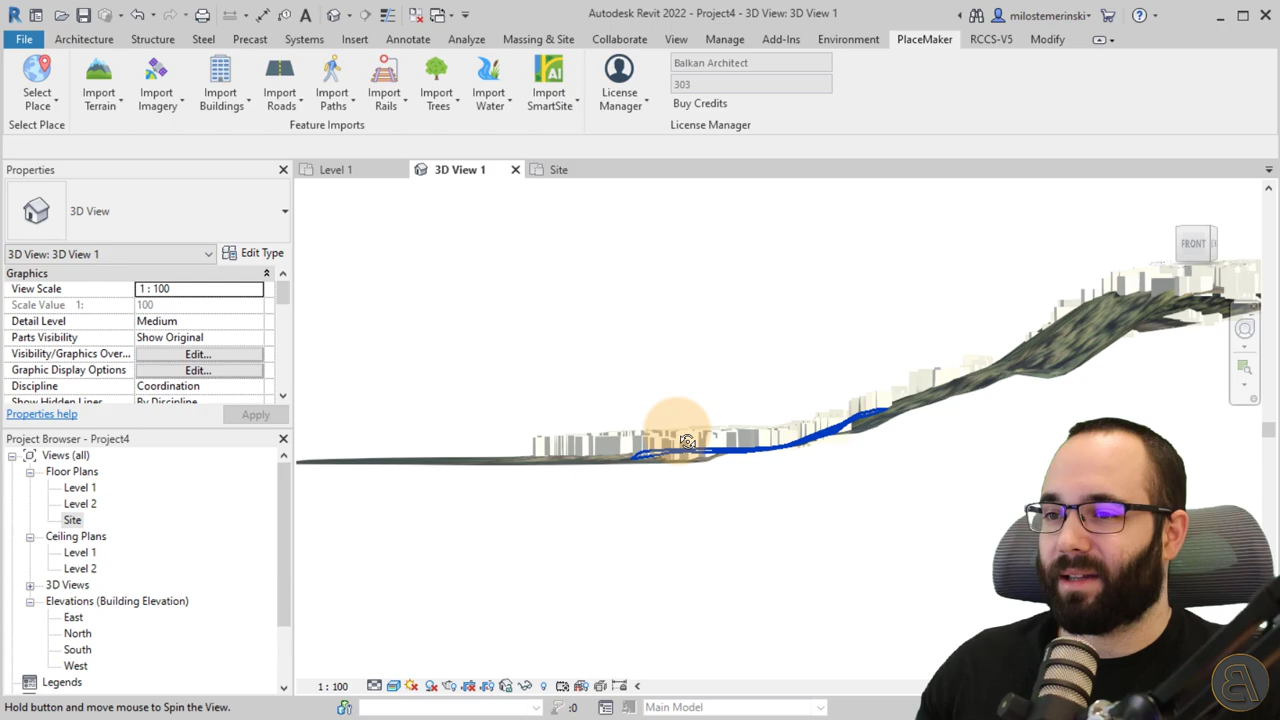 Autodesk Revit 2022 - Project4 - 3D View: 3D View 1
milostemerinski
File
Architecture
Structure
Steel
Precast
Systems
Insert
Annotate
Analyze
Massing & Site
Collaborate
View
Manage
Add-Ins
Environment
PlaceMaker
RCCS-V5
Modify
Select Place
Import Terrain
Import Imagery
Import Buildings
Import Roads
Import Paths
Import Rails
Import Trees
Import Water
Import SmartSite
License Manager
Balkan Architect
303
Buy Credits
Select Place
Feature Imports
License Manager
Properties
Level 1
3D View 1
Site
3D View
3D View: 3D View 1
Edit Type
Graphics
View Scale
1 : 100
Scale Value 1:
100
Detail Level
Medium
Parts Visibility
Show Original
Visibility/Graphics Over...
Edit...
Graphic Display Options
Edit...
Discipline
Coordination
Show Hidden Lines
By Discipline
Properties help
Apply
FRONT
Project Browser - Project4
Views (all)
Floor Plans
Level 1
Level 2
Site
Ceiling Plans
Level 1
Level 2
3D Views
Elevations (Building Elevation)
East
North
South
West
Legends
1 : 100
Hold button and move mouse to Spin the View.
:0
Main Model